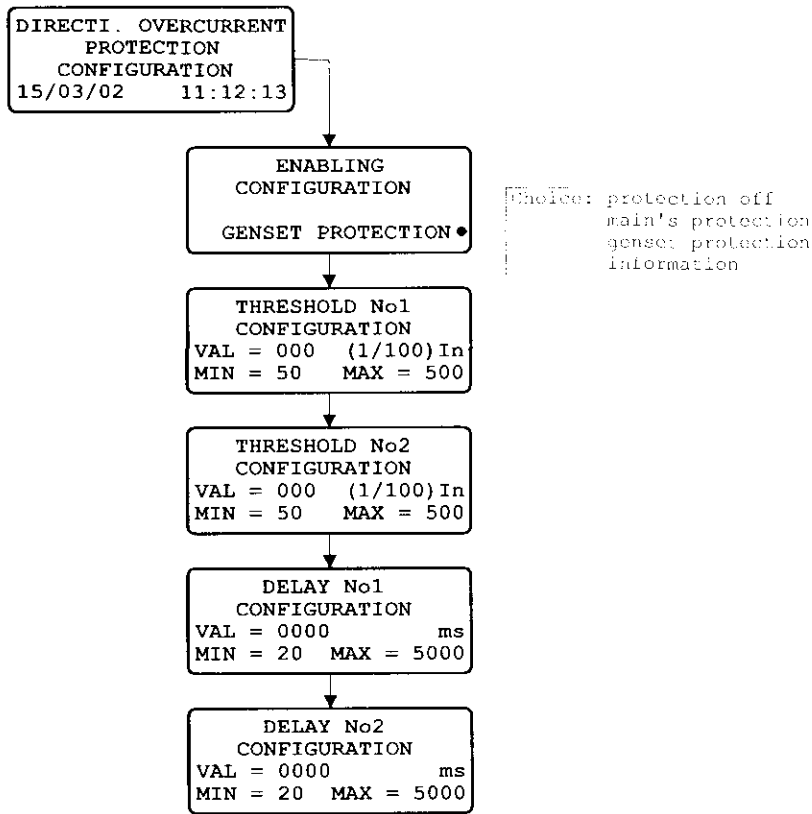 DIRECTI. OVERCURRENT
PROTECTION
CONFIGURATION
15/03/02 11:12:13
ENABLING
CONFIGURATION
GENSET PROTECTION
Choice: protection off
main's protection
genset protection
information
THRESHOLD No1
CONFIGURATION
VAL = 000 (1/100)In
MIN = 50 MAX = 500
THRESHOLD No2
CONFIGURATION
VAL = 000 (1/100)In
MIN = 50 MAX = 500
DELAY No1
CONFIGURATION
VAL = 0000 ms
MIN = 20 MAX = 5000
DELAY No2
CONFIGURATION
VAL = 0000 ms
MIN = 20 MAX = 5000